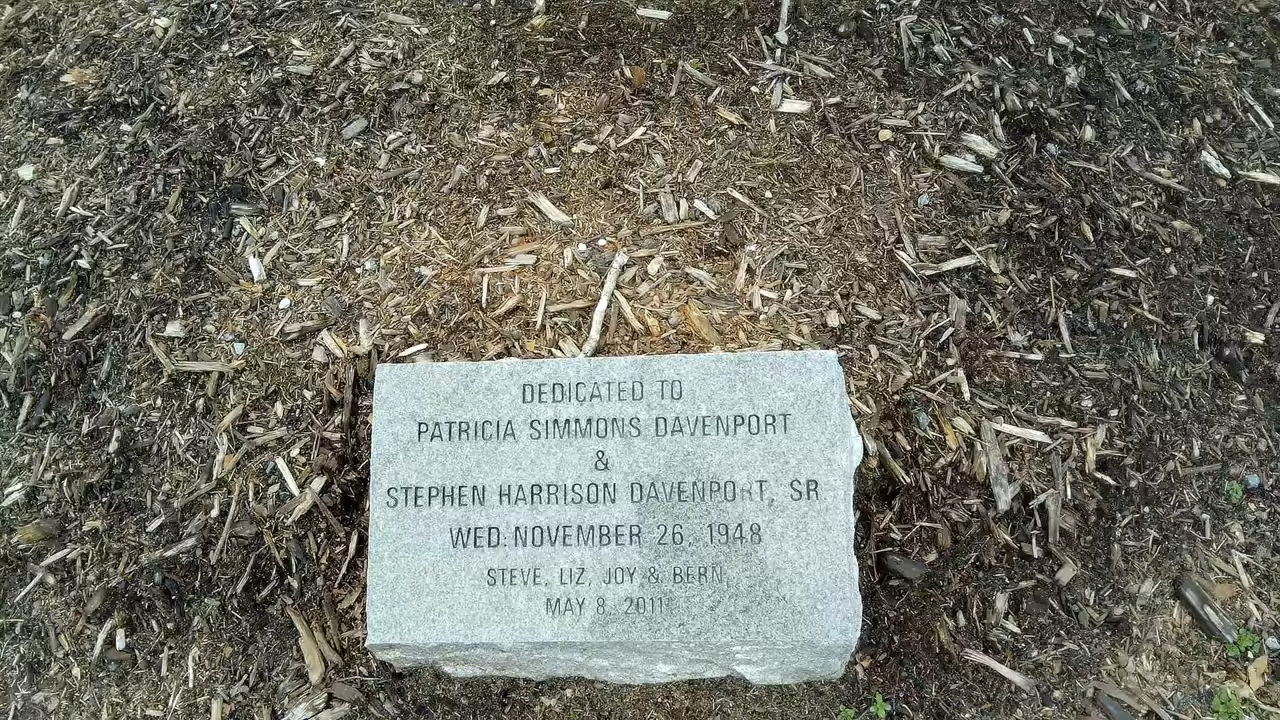 DEDICATED TO
PATRICIA SIMMONS DAVENPORT
&
STEPHEN HARRISON DAVENPORT, SR
WED: NOVEMBER 26, 1948
STEVE, LIZ, JOY & BERN
MAY 8, 2011